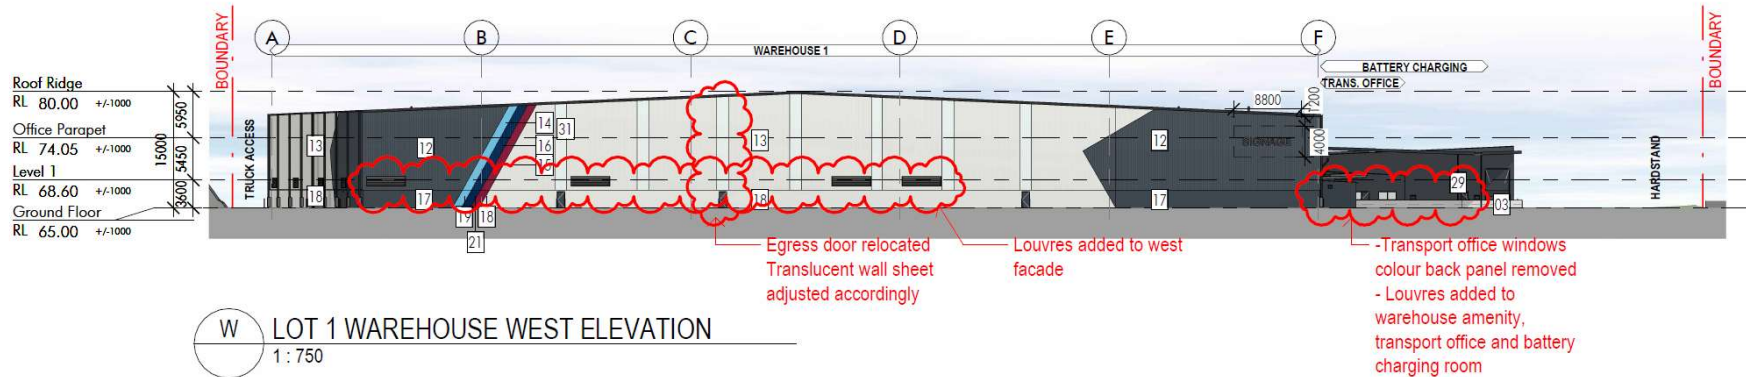 BOUNDARY
A
B
C
D
E
F
BOUNDARY
WAREHOUSE 1
BATTERY CHARGING
TRANS. OFFICE
Roof Ridge
RL 80.00 +/-1000
Office Parapet
RL 74.05 +/-1000
Level 1
RL 68.60 +/-1000
Ground Floor
RL 65.00 +/-1000
15000
5950
5450
3600
TRUCK ACCESS
13
18
12
17
14
31
16
15
19
18
21
13
18
12
17
8800
1200
4000
SIGNAGE
29
03
HARDSTAND
Egress door relocated
Translucent wall sheet
adjusted accordingly
Louvres added to west
facade
-Transport office windows
colour back panel removed
- Louvres added to
warehouse amenity,
transport office and battery
charging room
W
LOT 1 WAREHOUSE WEST ELEVATION
1 : 750